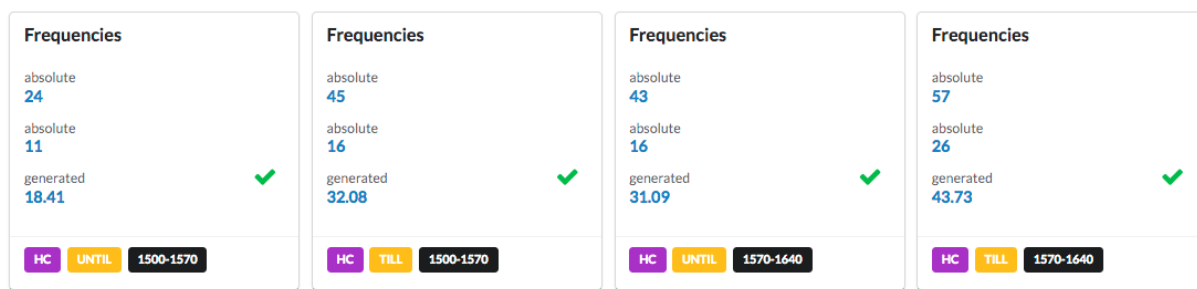 Frequencies
absolute
24
absolute
11
generated
18.41
HC UNTIL 1500-1570
Frequencies
absolute
45
absolute
16
generated
32.08
HC TILL 1500-1570
Frequencies
absolute
43
absolute
16
generated
31.09
HC UNTIL 1570-1640
Frequencies
absolute
57
absolute
26
generated
43.73
HC TILL 1570-1640